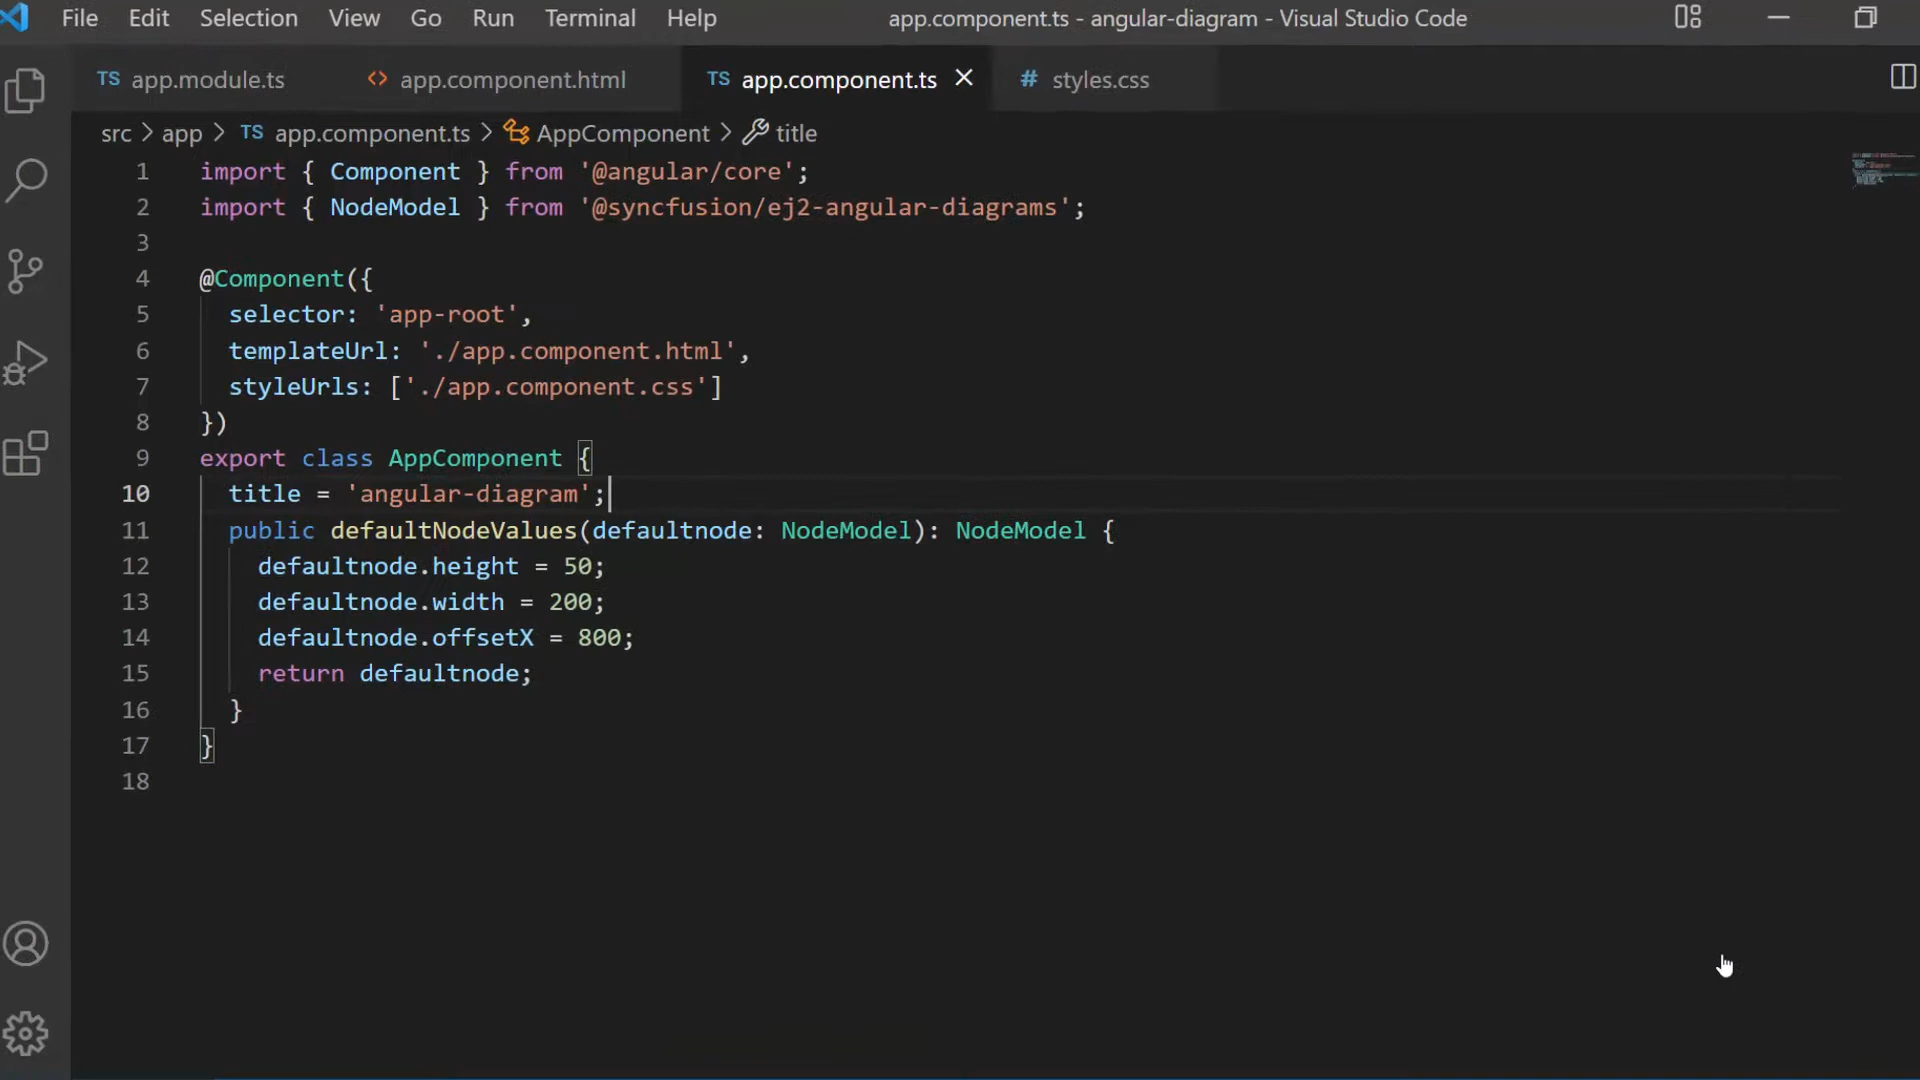 File Edit Selection View Go Run Terminal Help app.component.ts - angular-diagram - Visual Studio Code
TS app.module.ts <> app.component.html TS app.component.ts # styles.css
src > app > TS app.component.ts > AppComponent > title
1 import { Component } from '@angular/core';
2 import { NodeModel } from '@syncfusion/ej2-angular-diagrams';
3
4 @Component({
5 selector: 'app-root',
6 templateUrl: './app.component.html',
7 styleUrls: ['./app.component.css']
8 })
9 export class AppComponent {
10 title = 'angular-diagram';
11 public defaultNodeValues(defaultnode: NodeModel): NodeModel {
12 defaultnode.height = 50;
13 defaultnode.width = 200;
14 defaultnode.offsetX = 800;
15 return defaultnode;
16 }
17 }
18